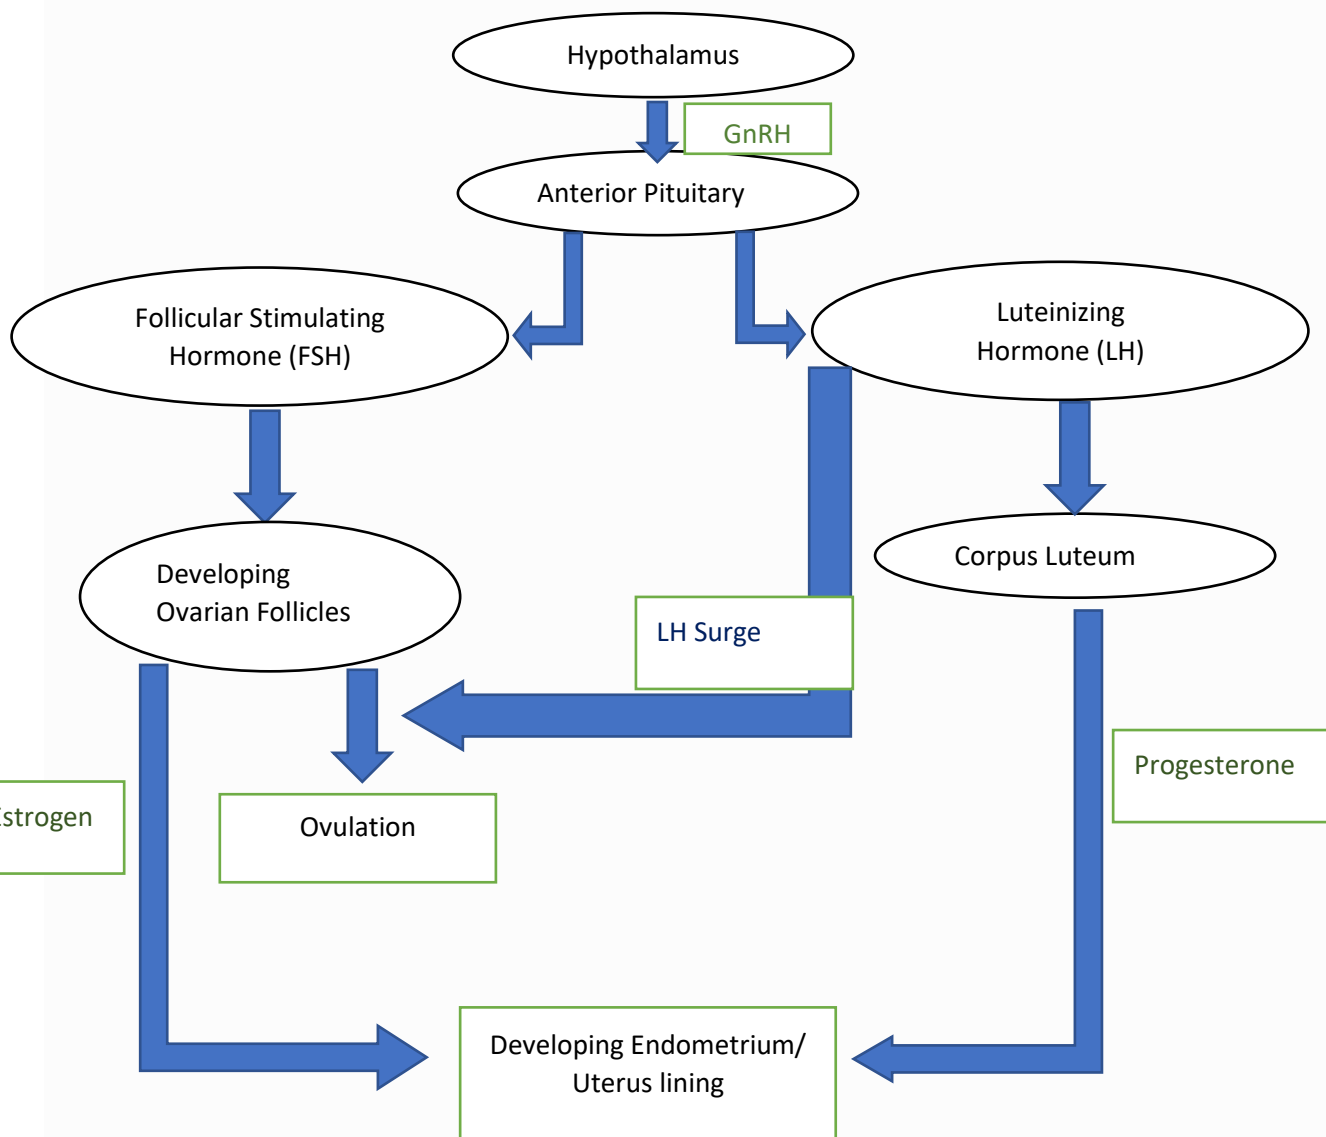 Hypothalamus
GnRH
Anterior Pituitary
Follicular Stimulating
Hormone (FSH)
Luteinizing
Hormone (LH)
Developing
Ovarian Follicles
Corpus Luteum
LH Surge
Progesterone
Estrogen
Ovulation
Developing Endometrium/
Uterus lining